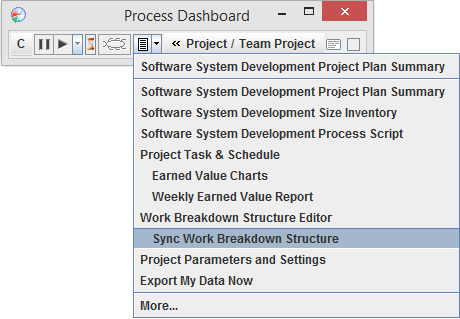 Process Dashboard
C « Project / Team Project
Software System Development Project Plan Summary
Software System Development Project Plan Summary
Software System Development Size Inventory
Software System Development Process Script
Project Task & Schedule
Earned Value Charts
Weekly Earned Value Report
Work Breakdown Structure Editor
Sync Work Breakdown Structure
Project Parameters and Settings
Export My Data Now
More...